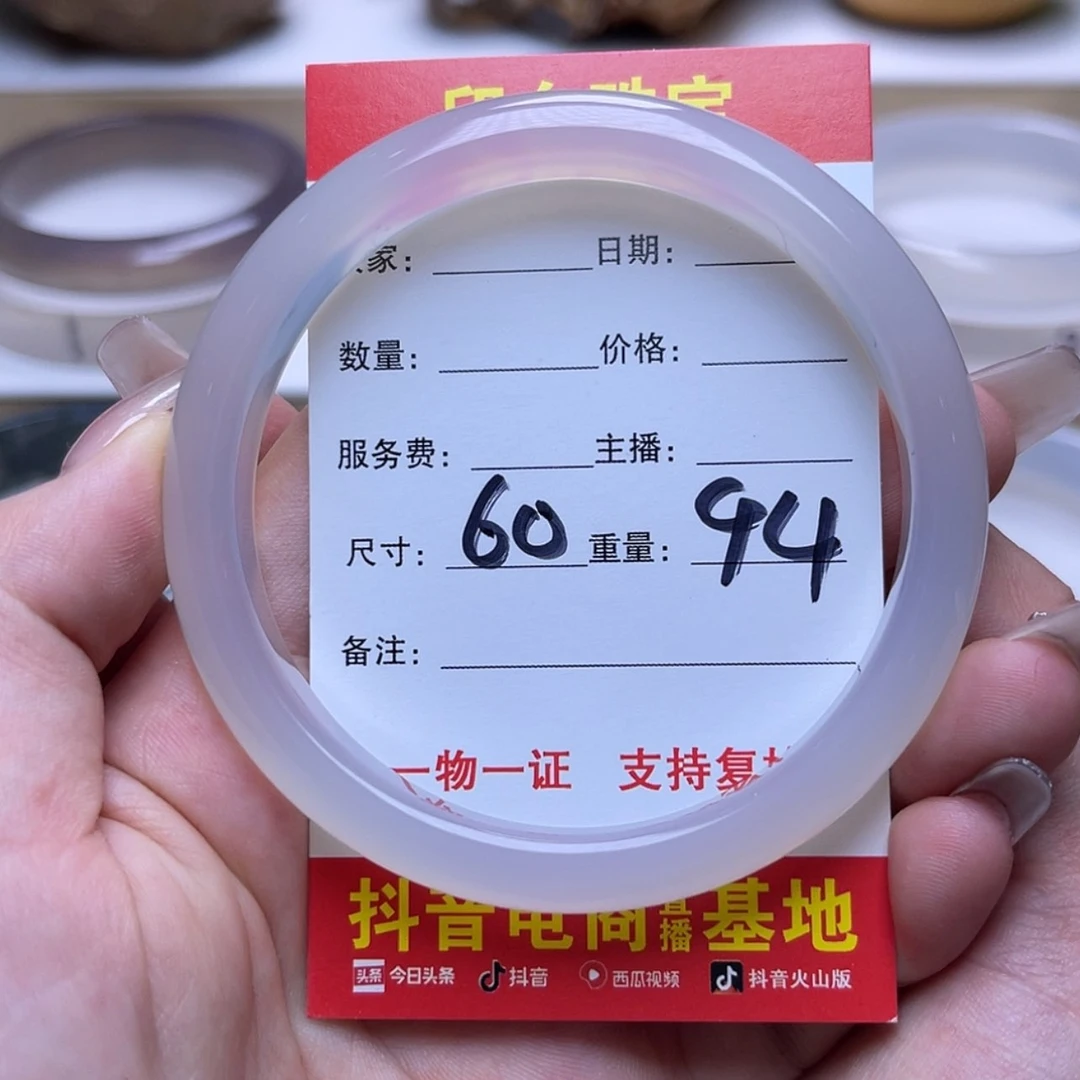 家： 日期：
数量： 价格：
服务费： 主播：
尺寸： 60 重量： 94
备注：
一物一证 支持复
抖音电商直播基地
头条 今日头条 抖音 西瓜视频 抖音火山版